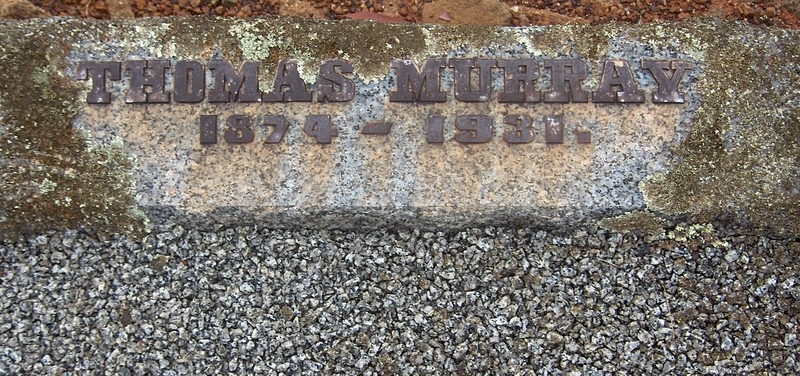 THOMAS MURRAY
1874 - 1931.